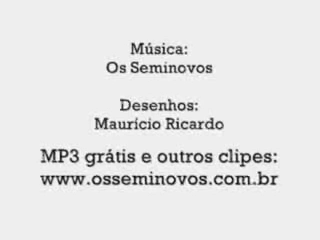 Música:
Os Seminovos
Desenhos:
Maurício Ricardo
MP3 grátis e outros clipes:
www.osseminovos.com.br